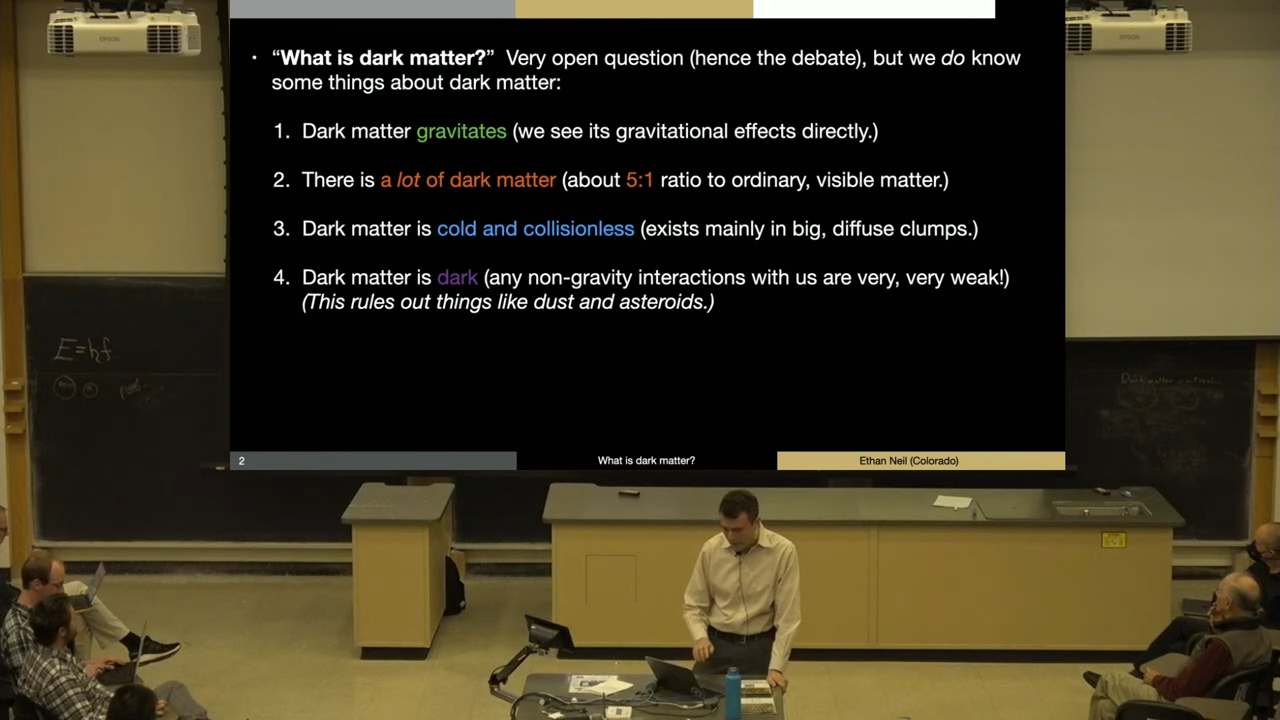 EPSON
EPSON
• “What is dark matter?” Very open question (hence the debate), but we do know
some things about dark matter:
1. Dark matter gravitates (we see its gravitational effects directly.)
2. There is a lot of dark matter (about 5:1 ratio to ordinary, visible matter.)
3. Dark matter is cold and collisionless (exists mainly in big, diffuse clumps.)
4. Dark matter is dark (any non-gravity interactions with us are very, very weak!)
(This rules out things like dust and asteroids.)
E=hf
2
What is dark matter?
Ethan Neil (Colorado)